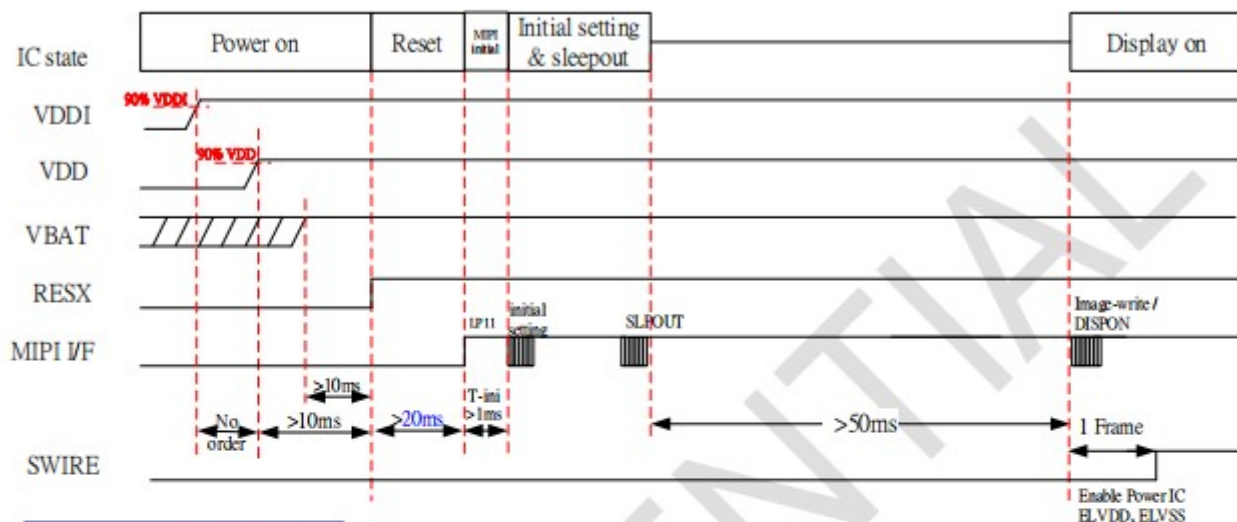 IC state
Power on
Reset
MIPI
initial
Initial setting
& sleepout
Display on
90% VDDI
VDDI
90% VDD
VDD
VBAT
RESX
LP11
initial
setting
SLPOUT
Image-write /
DISPON
MIPI I/F
>10ms
No
order
>10ms
>20ms
T-ini
>1ms
>50ms
1 Frame
SWIRE
Enable Power IC
ELVDD, ELVSS
ENTIAL